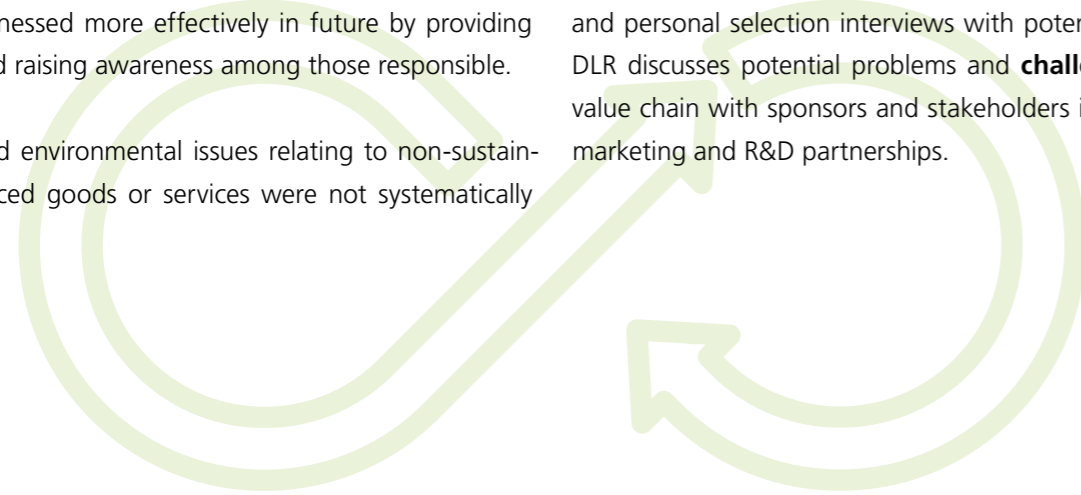 nessed more effectively in future by providing
d raising awareness among those responsible.
d environmental issues relating to non-sustain-
ced goods or services were not systematically
and personal selection interviews with poten
DLR discusses potential problems and chall
value chain with sponsors and stakeholders i
marketing and R&D partnerships.